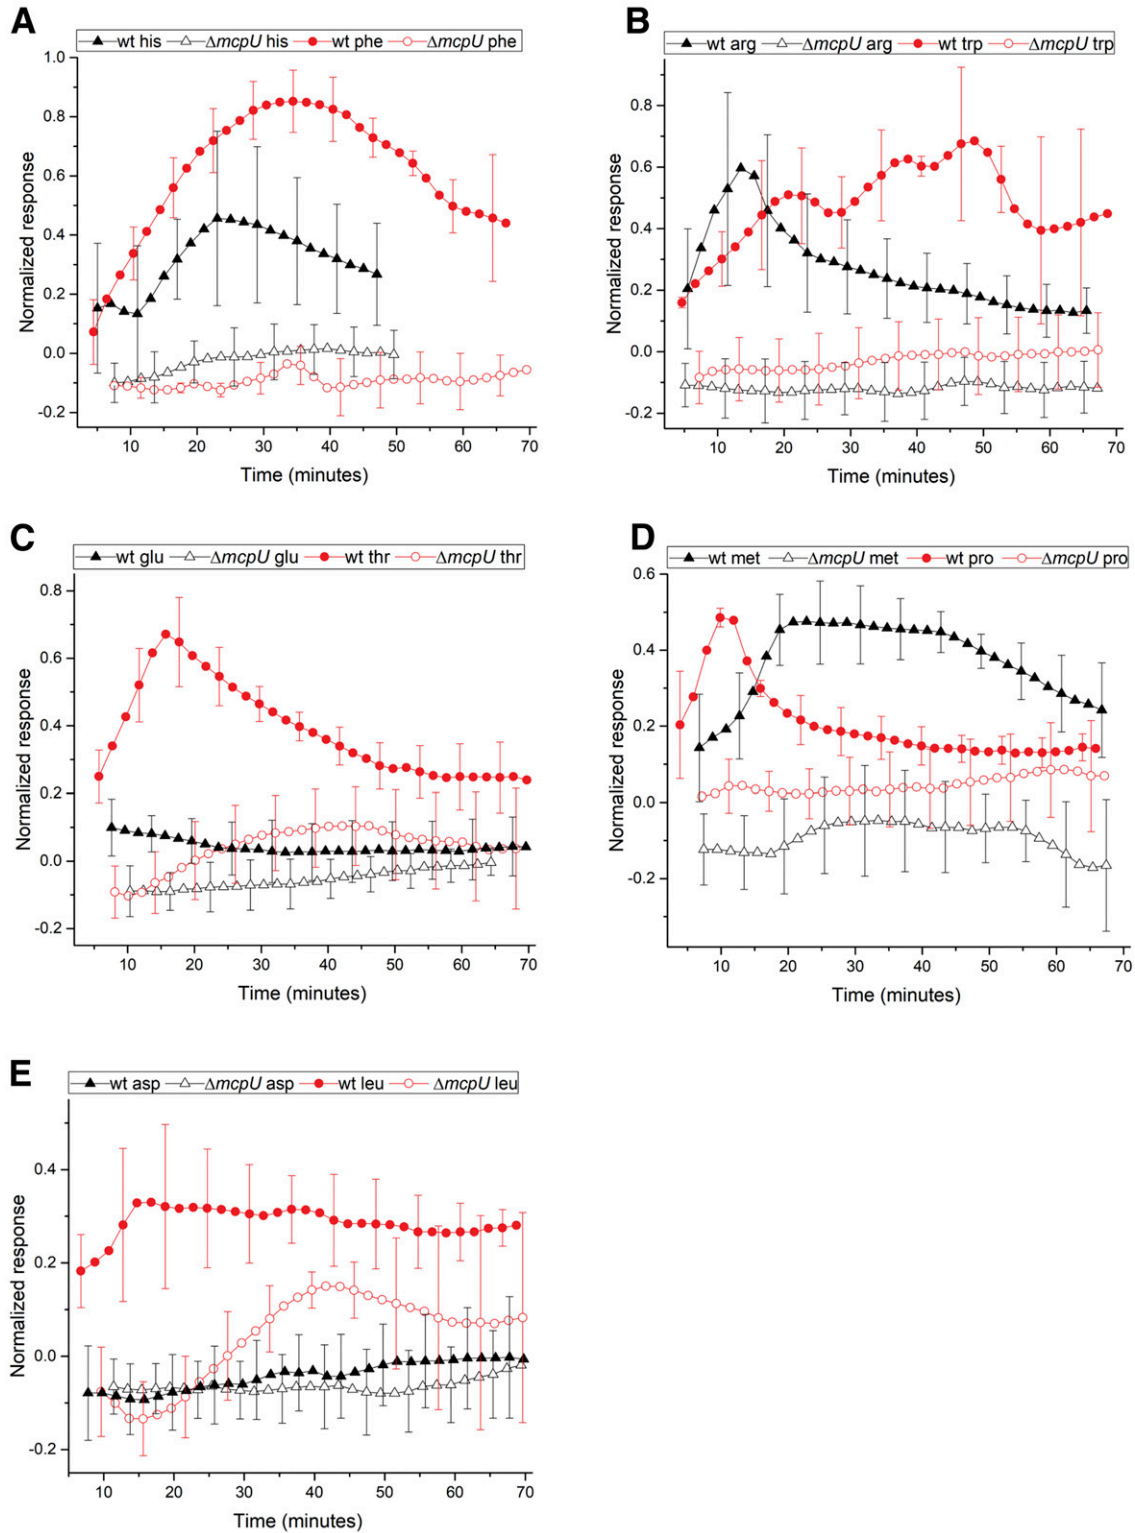 A
wt his ΔmcpU his wt phe ΔmcpU phe
1.0
0.8
0.6
0.4
0.2
0.0
-0.2
Normalized response
10 20 30 40 50 60 70
Time (minutes)
B
wt arg ΔmcpU arg wt trp ΔmcpU trp
0.8
0.6
0.4
0.2
0.0
-0.2
Normalized response
10 20 30 40 50 60 70
Time (minutes)
C
wt glu ΔmcpU glu wt thr ΔmcpU thr
0.8
0.6
0.4
0.2
0.0
-0.2
Normalized response
10 20 30 40 50 60 70
Time (minutes)
D
wt met ΔmcpU met wt pro ΔmcpU pro
0.6
0.4
0.2
0.0
-0.2
Normalized response
10 20 30 40 50 60 70
Time (minutes)
E
wt asp ΔmcpU asp wt leu ΔmcpU leu
0.4
0.2
0.0
-0.2
Normalized response
10 20 30 40 50 60 70
Time (minutes)